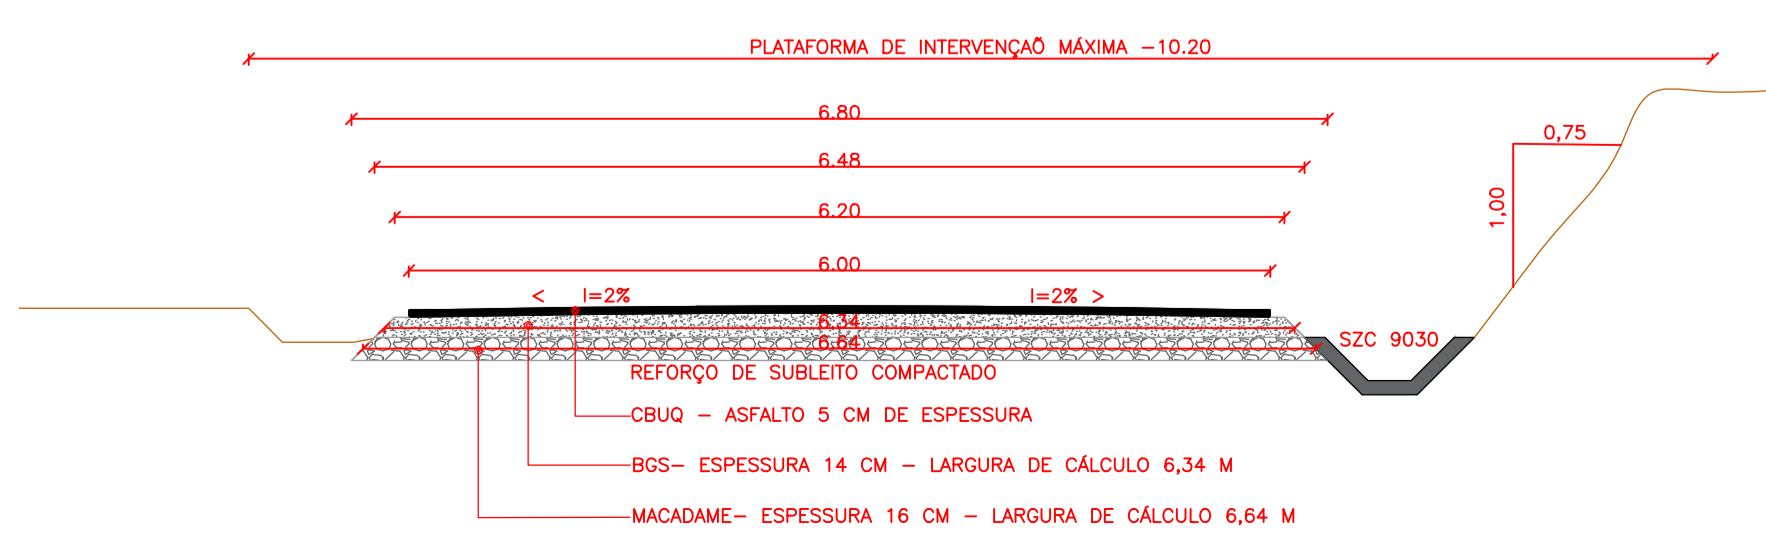 PLATAFORMA DE INTERVENÇAÕ MÁXIMA -10.20
6.80
0,75
6.48
1,00
6.20
6.00
< I=2%
I=2% >
6.34
6.64
SZC 9030
REFORÇO DE SUBLEITO COMPACTADO
CBUQ - ASFALTO 5 CM DE ESPESSURA
BGS- ESPESSURA 14 CM - LARGURA DE CÁLCULO 6,34 M
MACADAME- ESPESSURA 16 CM - LARGURA DE CÁLCULO 6,64 M